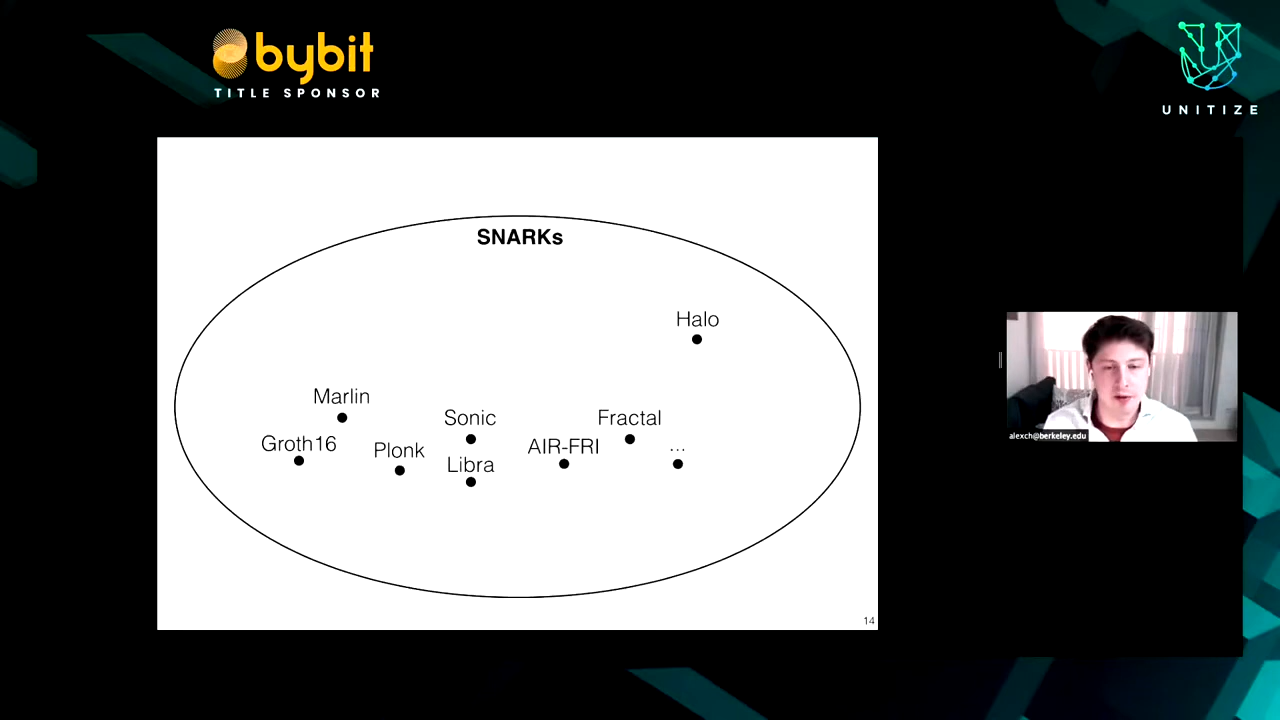 bybit
TITLE SPONSOR
UNITIZE
SNARKs
Halo
Marlin
Sonic
Fractal
Groth16
Plonk
AIR-FRI
...
Libra
alexch@berkeley.edu
14